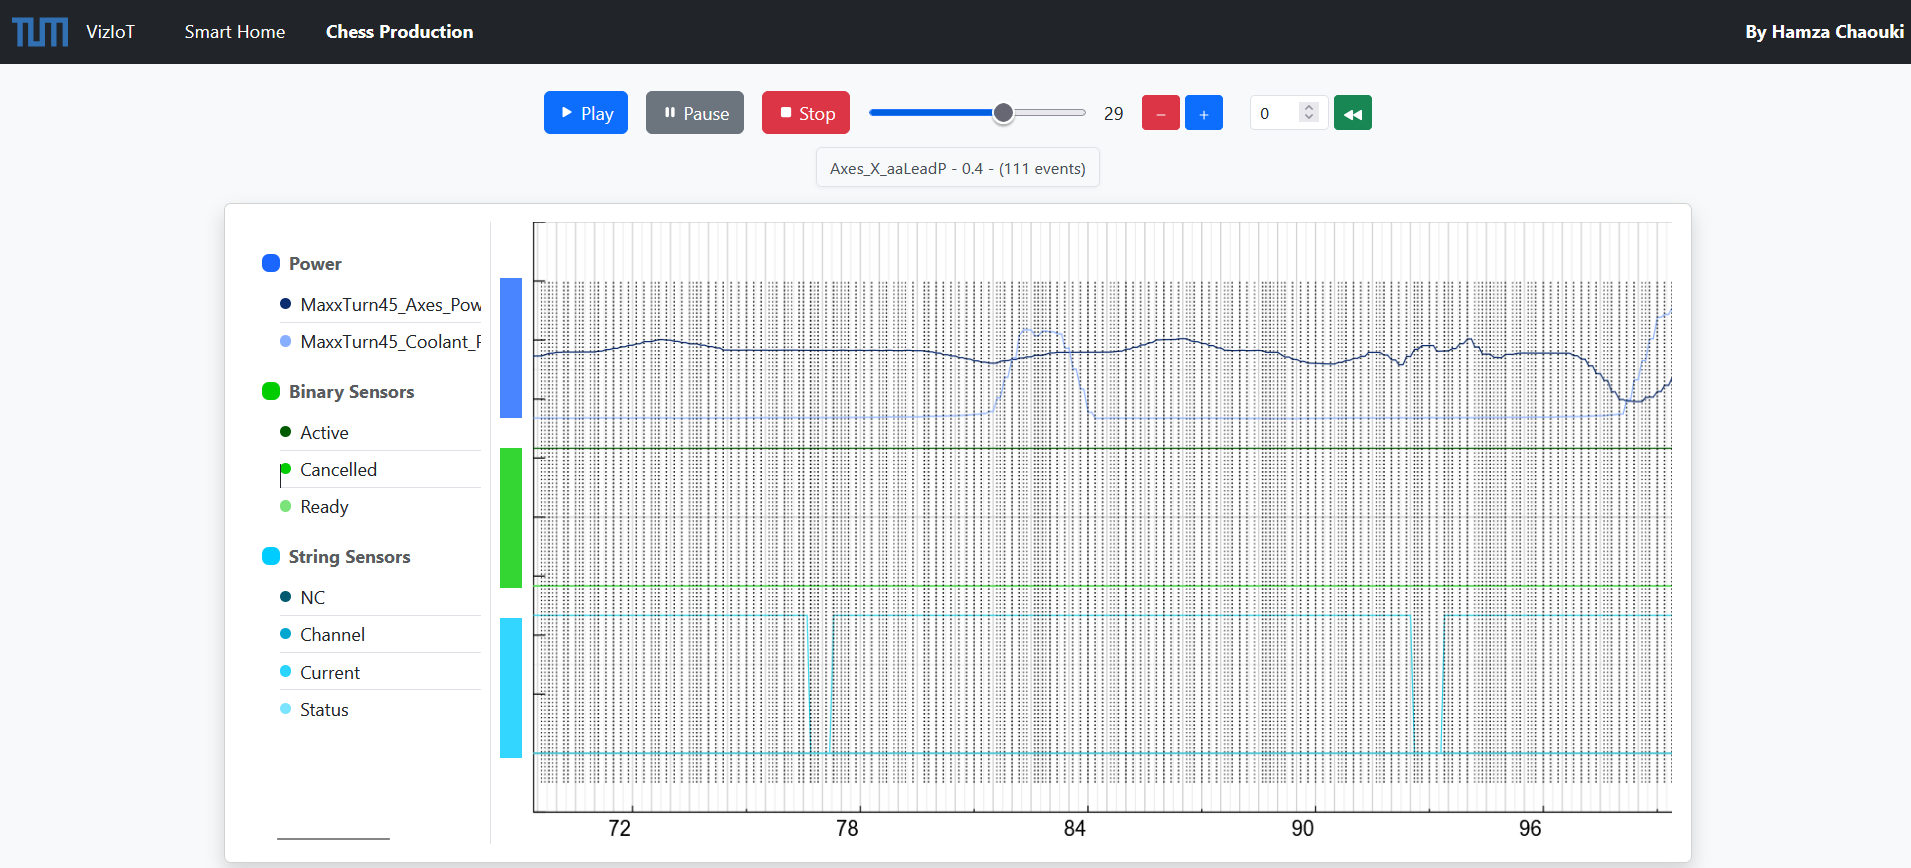 TUM VizIoT Smart Home Chess Production By Hamza Chaouki
Play Pause Stop 29 − + 0
Axes_X_aaLeadP - 0.4 - (111 events)
Power
MaxxTurn45_Axes_Pow
MaxxTurn45_Coolant_P
Binary Sensors
Active
Cancelled
Ready
String Sensors
NC
Channel
Current
Status
72 78 84 90 96